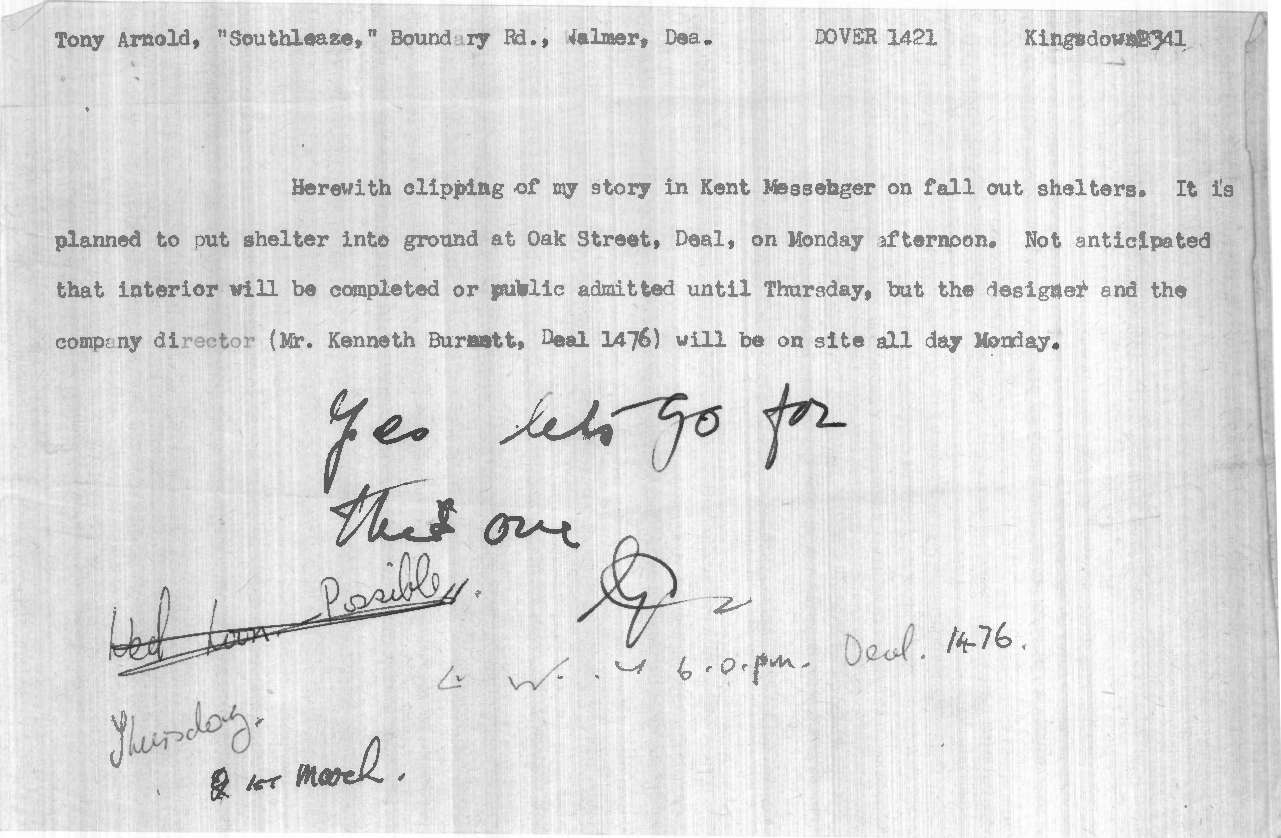 Tony Arnold, "Southleaze," Boundary Rd., Walmer, Dea. DOVER 1421 Kingsdown 341
Herewith clipping of my story in Kent Messenger on fall out shelters. It is
planned to put shelter into ground at Oak Street, Deal, on Monday afternoon. Not anticipated
that interior will be completed or public admitted until Thursday, but the designer and the
company director (Mr. Kenneth Burnett, Deal 1476) will be on site all day Monday.
Yes lets go for
that one
Possible
Wed
6.0.pm. Deal. 1476.
Thursday.
1st March.